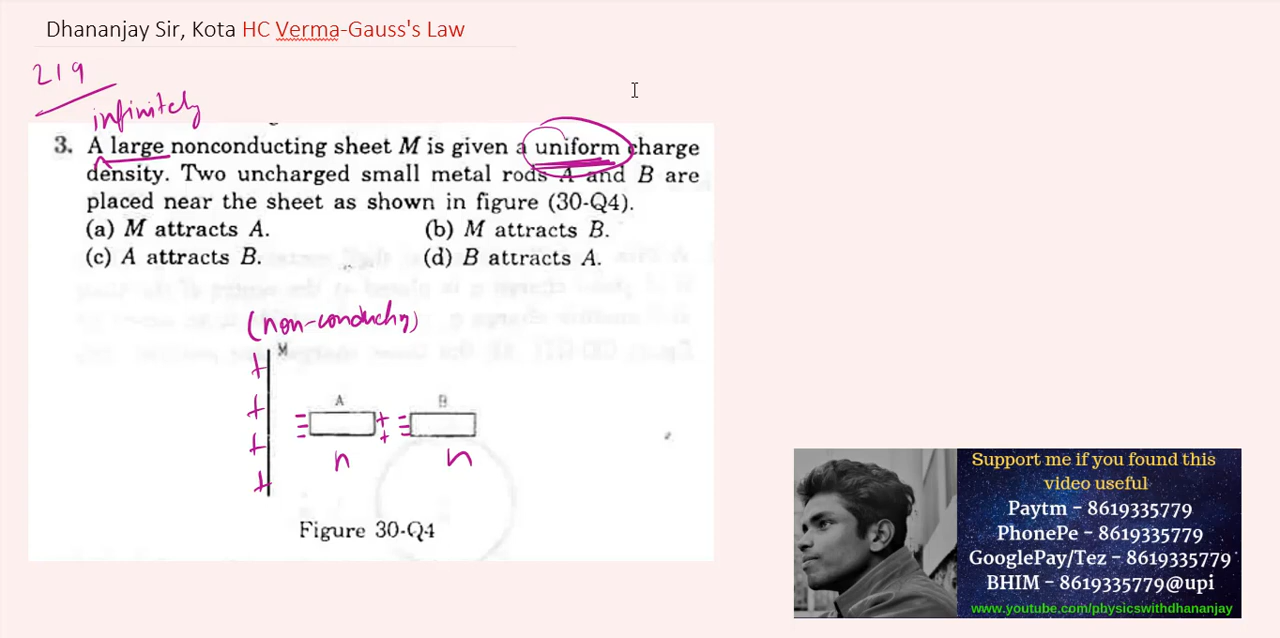 Dhananjay Sir, Kota HC Verma-Gauss's Law
219
infinitely
3. A large nonconducting sheet M is given a uniform charge
density. Two uncharged small metal rods A and B are
placed near the sheet as shown in figure (30-Q4).
(a) M attracts A. (b) M attracts B.
(c) A attracts B. (d) B attracts A.
(non-conductng)
M
A B
n n
Figure 30-Q4
Support me if you found this
video useful
Paytm - 8619335779
PhonePe - 8619335779
GooglePay/Tez - 8619335779
BHIM - 8619335779@upi
www.youtube.com/physicswithdhananjay